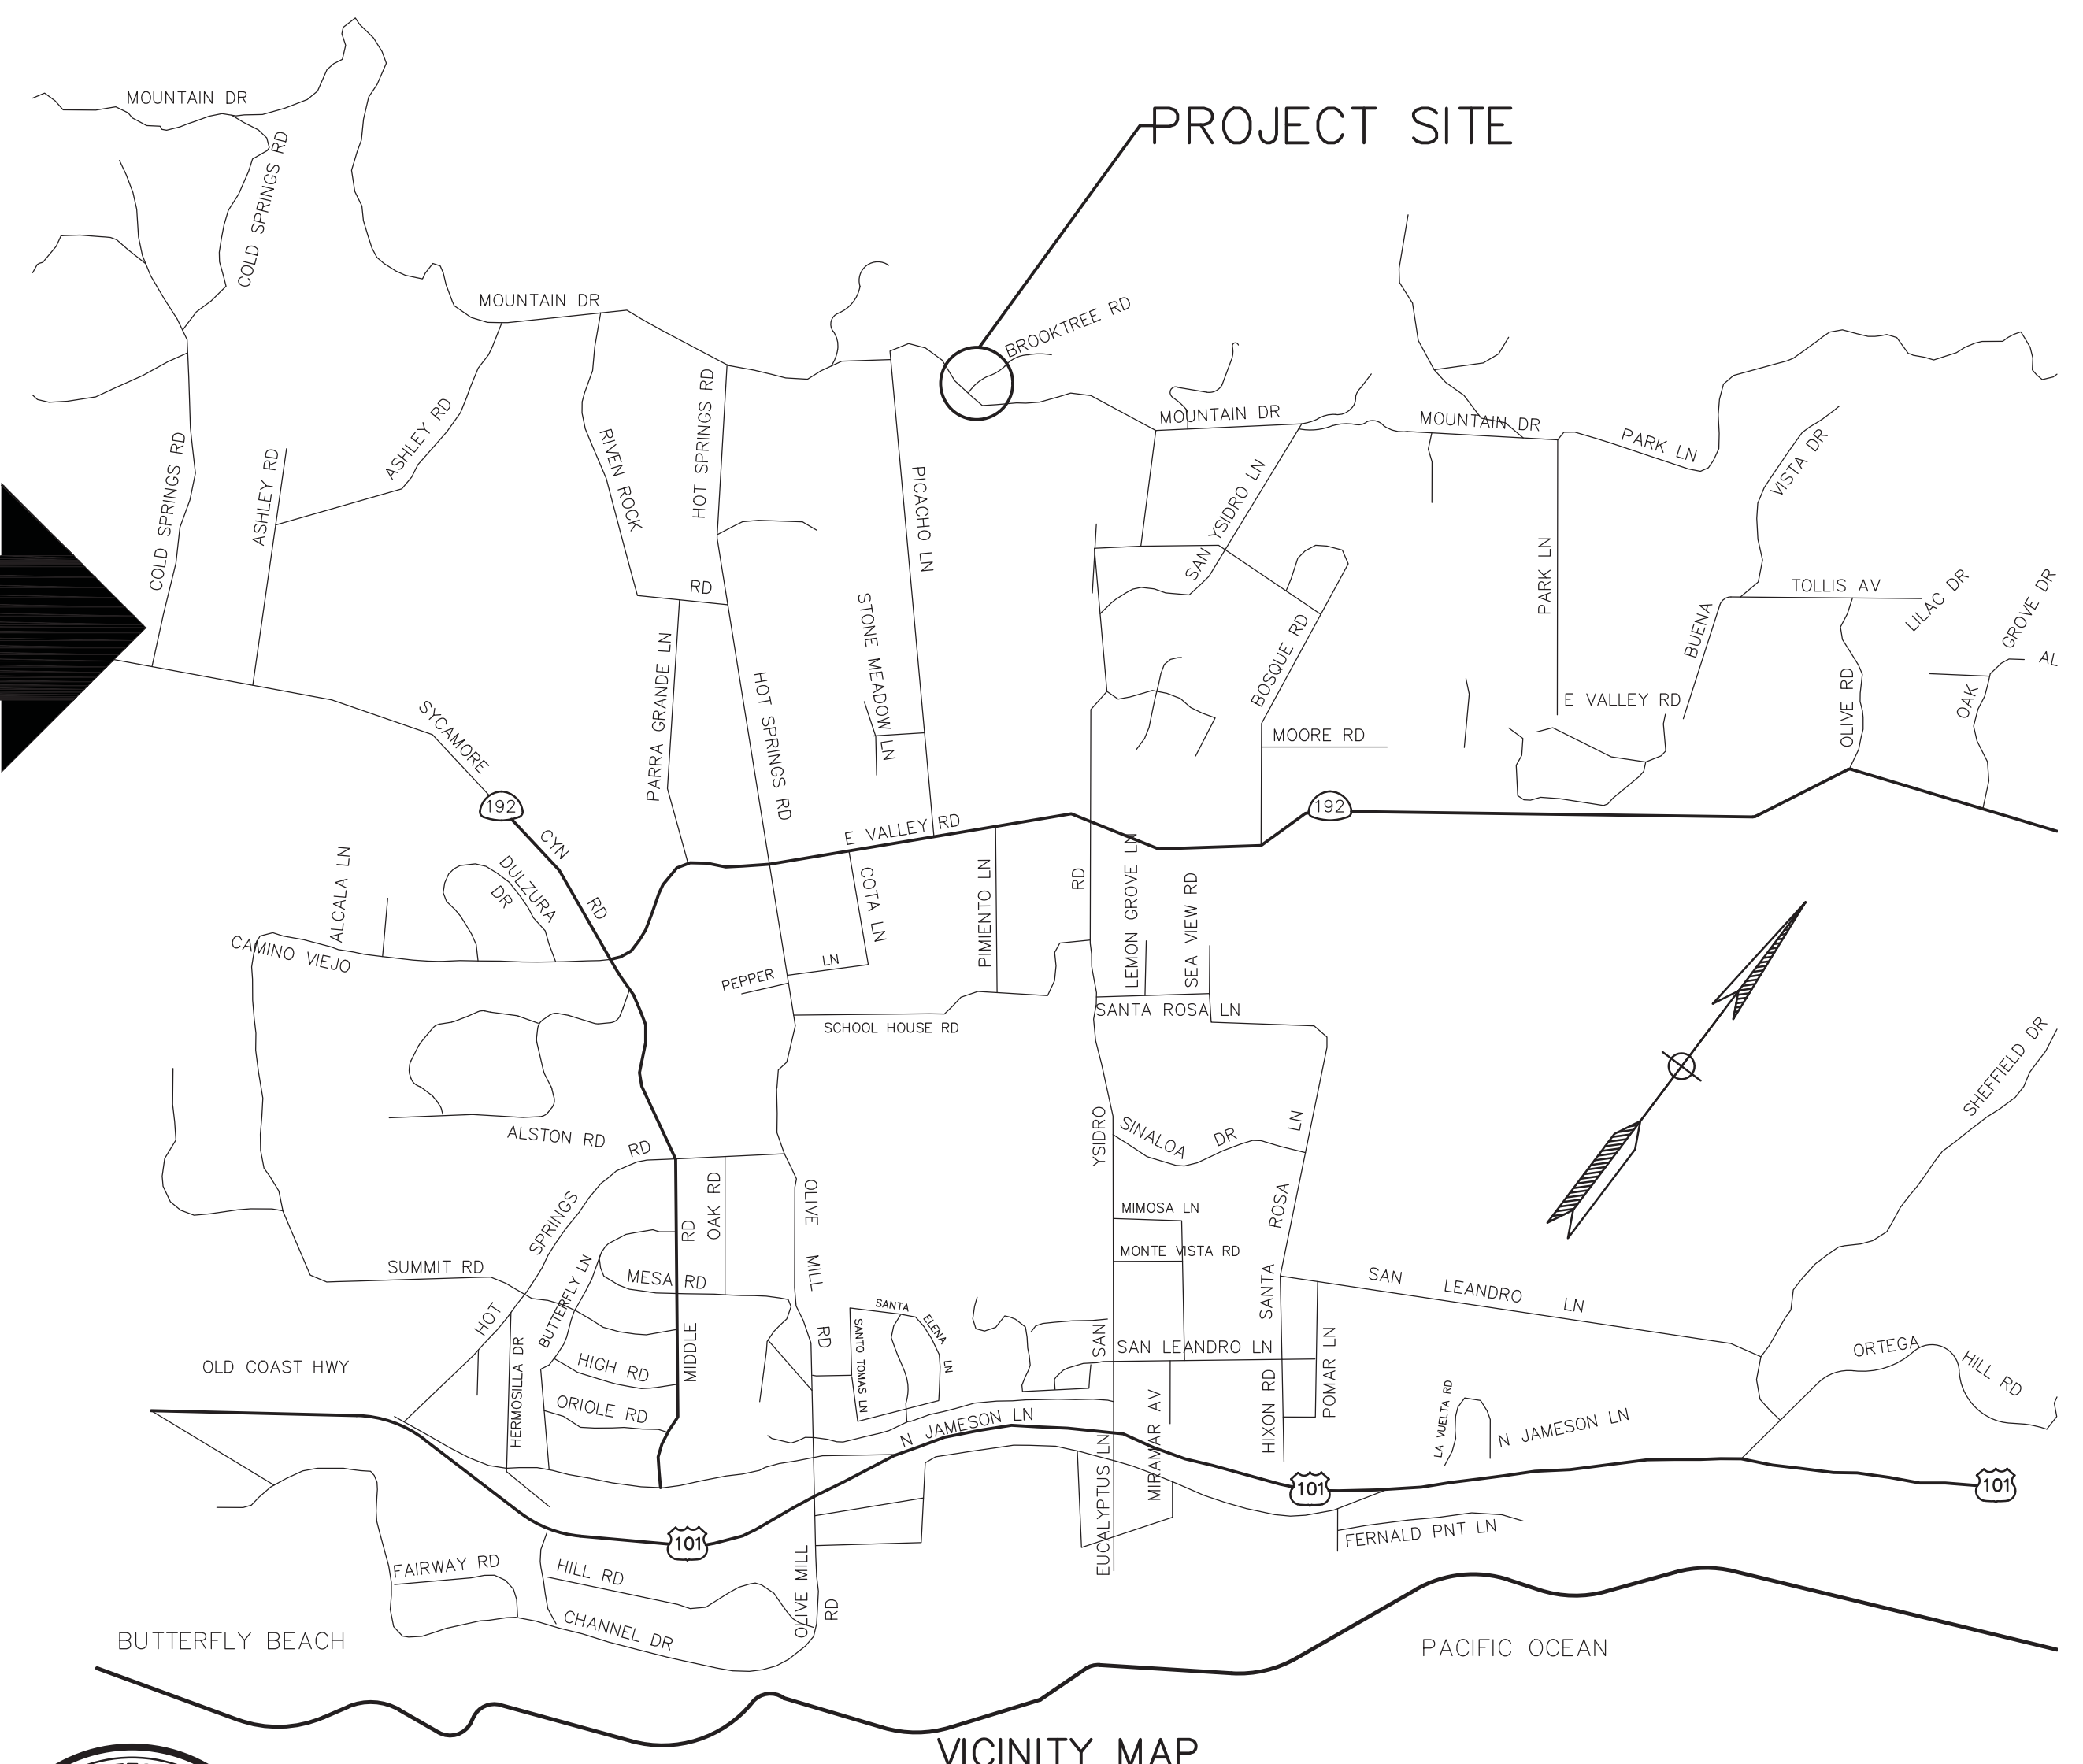 MOUNTAIN DR
PROJECT SITE
COLD SPRINGS RD
MOUNTAIN DR
BROOKTREE RD
MOUNTAIN DR
MOUNTAIN DR
PARK LN
VISTA DR
ASHLEY RD
HOT SPRINGS RD
RIVEN ROCK
RD
COLD SPRINGS RD
ASHLEY RD
PICACHO LN
SAN YSIDRO LN
PARK LN
TOLLIS AV
LILAC DR
GROVE DR
AL
BUENA
STONE MEADOW LN
PARRA GRANDE LN
HOT SPRINGS RD
BOSQUE RD
E VALLEY RD
OLIVE RD
OAK
MOORE RD
SYCAMORE
192
CYN
RD
192
E VALLEY RD
ALCALA LN
DULZURA
DR
COTA LN
PIMIENTO LN
RD
LEMON GROVE LN
SEA VIEW RD
CAMINO VIEJO
PEPPER
LN
SANTA ROSA LN
SCHOOL HOUSE RD
SHEFFIELD DR
ALSTON RD
RD
YSIDRO
SINALOA
DR
LN
OAK RD
OLIVE
MILL
RD
SPRINGS
RD
MIMOSA LN
ROSA
MONTE VISTA RD
SUMMIT RD
MESA RD
BUTTERFLY LN
SANTA
SAN
LEANDRO
LN
HOT
SANTA
ELENA
LN
SANTO TOMAS LN
MIDDLE
SAN
SAN LEANDRO LN
POMAR LN
ORTEGA
HILL RD
OLD COAST HWY
HERMOSILLA DR
HIGH RD
ORIOLE RD
N JAMESON LN
MIRAMAR AV
HIXON RD
LA VUELTA RD
N JAMESON LN
EUCALYPTUS LN
101
101
101
FERNALD PNT LN
FAIRWAY RD
HILL RD
OLIVE MILL
RD
CHANNEL DR
BUTTERFLY BEACH
PACIFIC OCEAN
VICINITY MAP